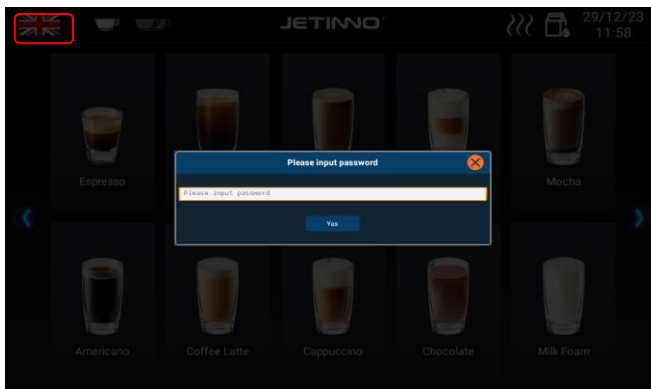 JETINNO
29/12/23
11:58
Please input password
Please input password
Yes
Espresso
Mocha
Americano
Coffee Latte
Cappuccino
Chocolate
Milk Foam